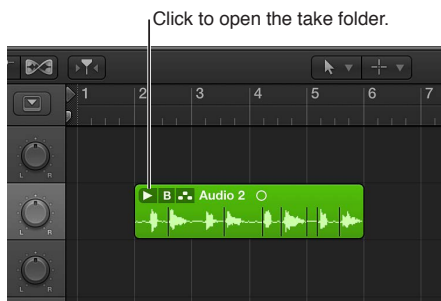 Click to open the take folder.
1 2 3 4 5 6 7
B Audio 2
L R
L R
L R